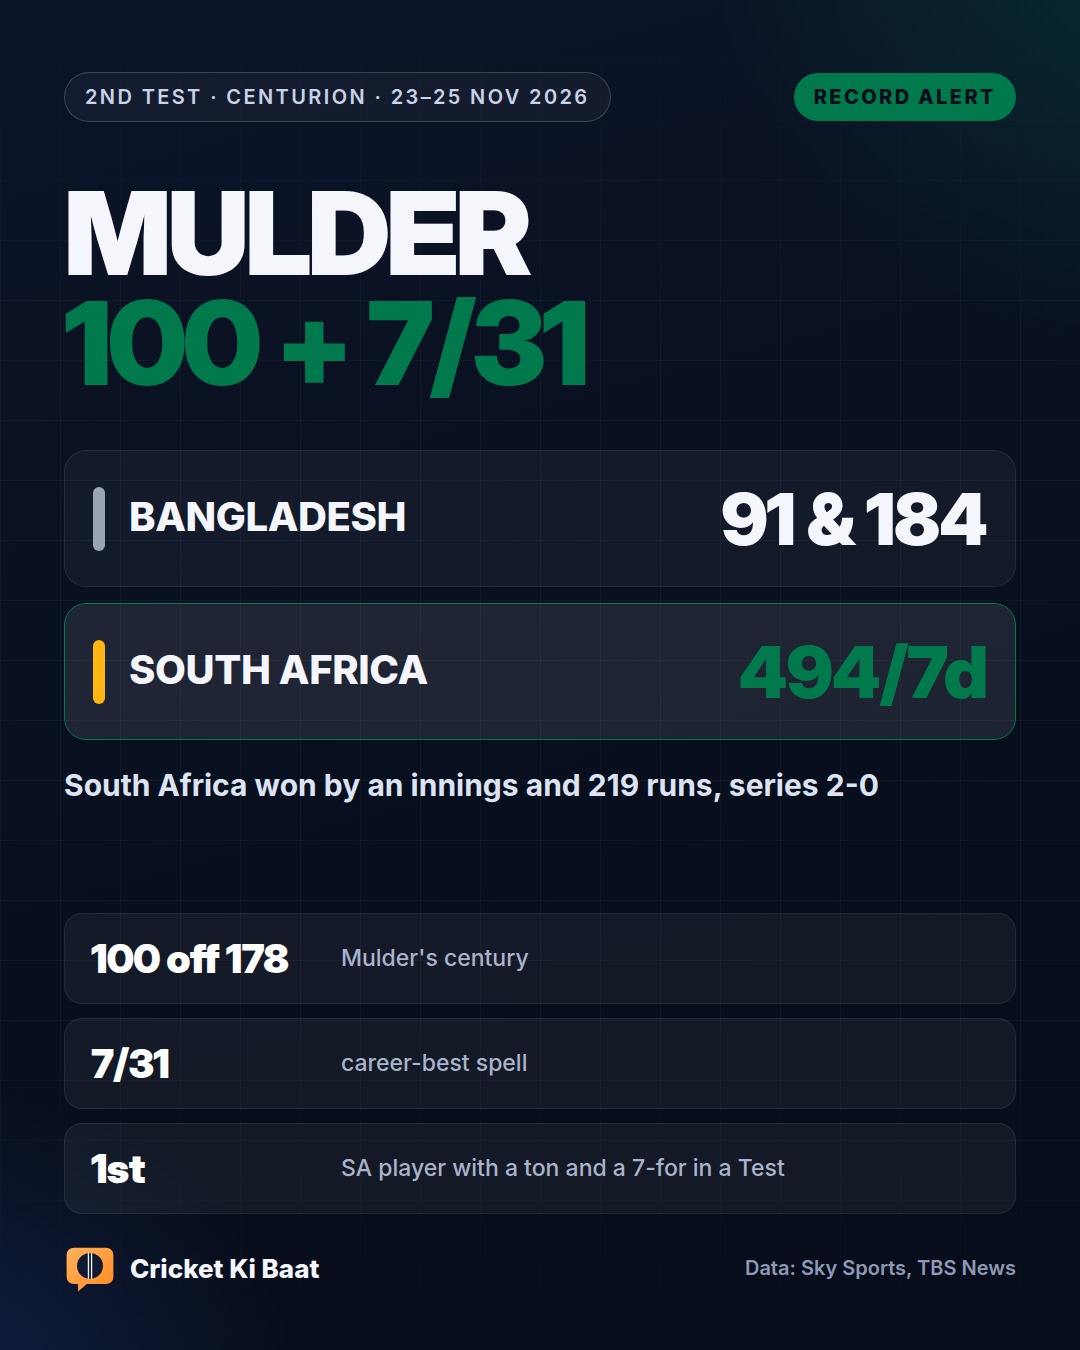 2ND TEST · CENTURION · 23–25 NOV 2026
RECORD ALERT
MULDER
100 + 7/31
BANGLADESH
91 & 184
SOUTH AFRICA
494/7d
South Africa won by an innings and 219 runs, series 2-0
100 off 178
Mulder's century
7/31
career-best spell
1st
SA player with a ton and a 7-for in a Test
Cricket Ki Baat
Data: Sky Sports, TBS News